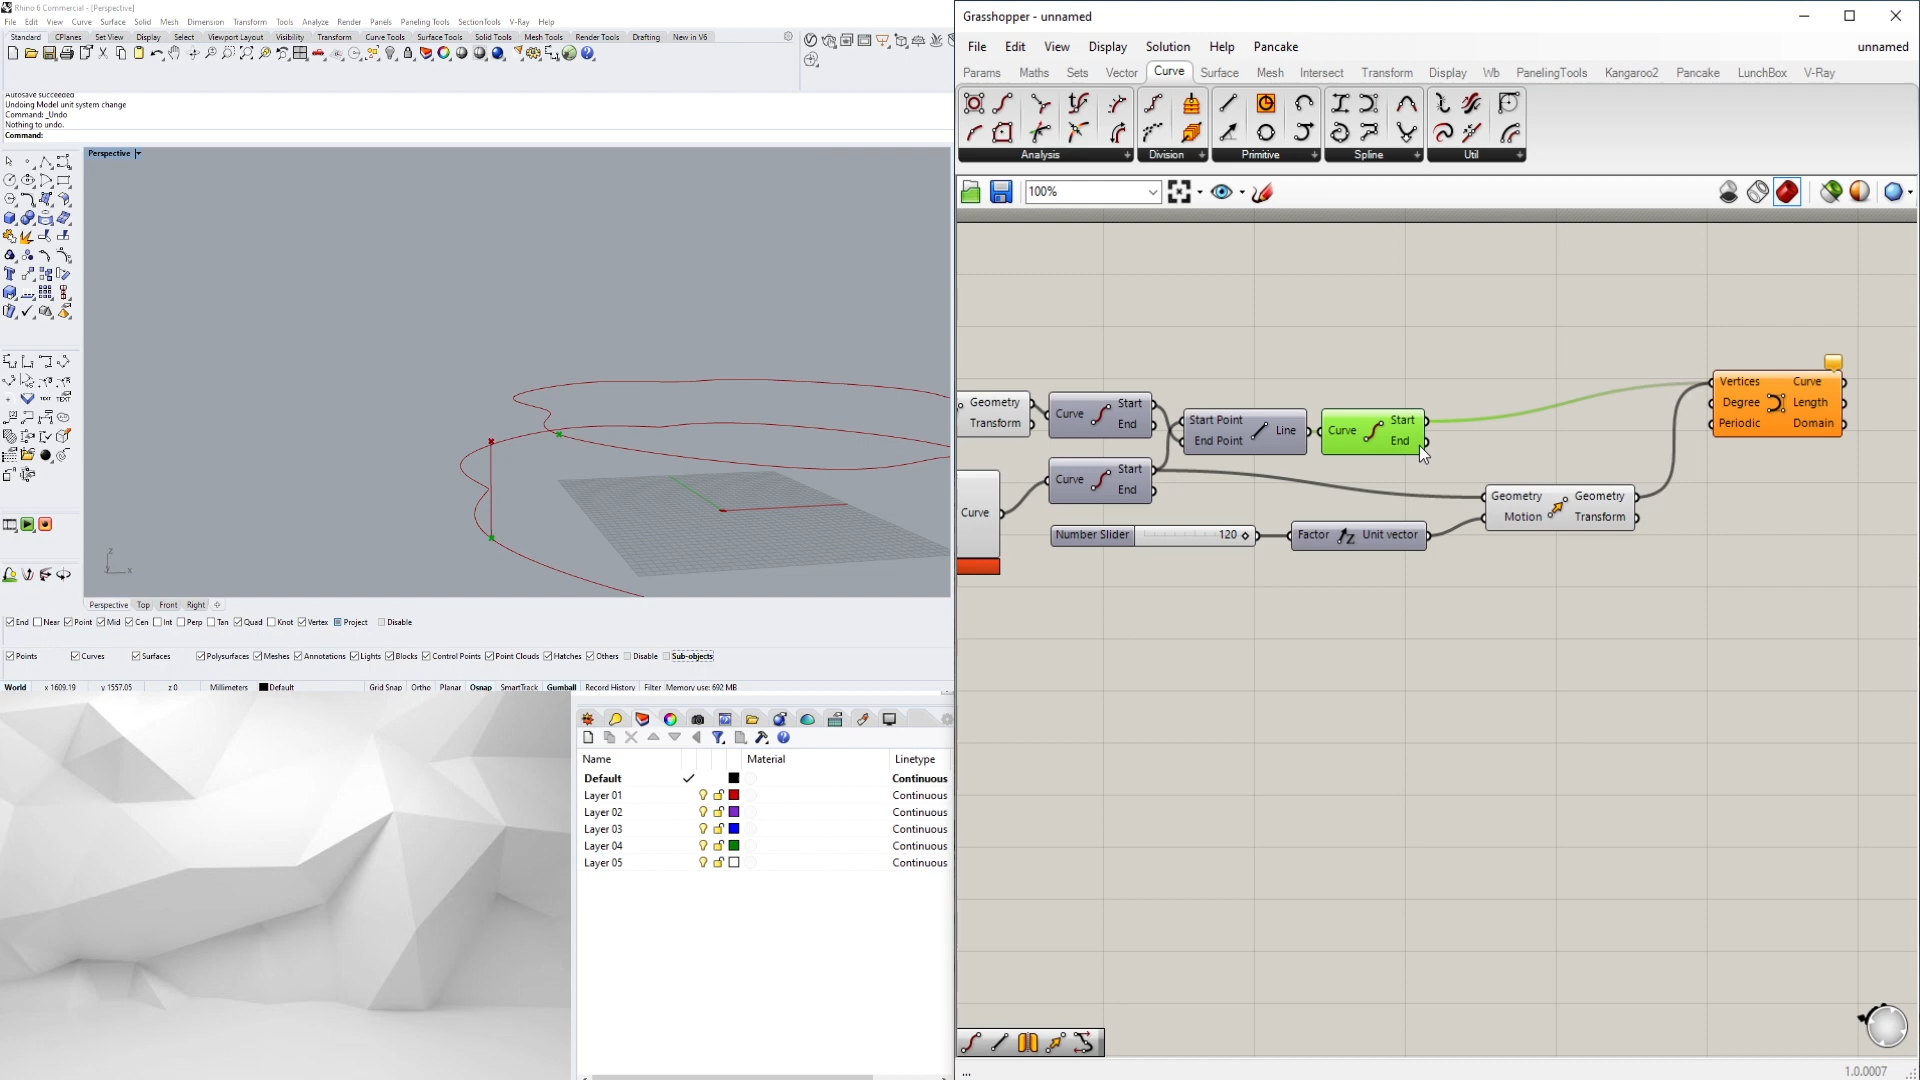 Rhino 6 Commercial - [Perspective]
File Edit View Curve Surface Solid Mesh Dimension Transform Tools Analyze Render Panels Paneling Tools SectionTools V-Ray Help
Standard CPlanes Set View Display Select Viewport Layout Visibility Transform Curve Tools Surface Tools Solid Tools Mesh Tools Render Tools Drafting New in V6
Autosave succeeded
Undoing Model unit system change
Command: _Undo
Nothing to undo.
Command:
Perspective
z
x
Perspective Top Front Right
End Near Point Mid Cen Int Perp Tan Quad Knot Vertex Project Disable
Points Curves Surfaces Polysurfaces Meshes Annotations Lights Blocks Control Points Point Clouds Hatches Others Disable Sub-objects
World x 1609.19 y 1557.05 z 0 Millimeters Default Grid Snap Ortho Planar Osnap SmartTrack Gumball Record History Filter Memory use: 692 MB
Name Material Linetype
Default Continuous
Layer 01 Continuous
Layer 02 Continuous
Layer 03 Continuous
Layer 04 Continuous
Layer 05 Continuous
Grasshopper - unnamed
File Edit View Display Solution Help Pancake unnamed
Params Maths Sets Vector Curve Surface Mesh Intersect Transform Display Wb PanelingTools Kangaroo2 Pancake LunchBox V-Ray
Analysis Division Primitive Spline Util
100%
Geometry
Transform
Curve Start
End
Start Point Line
End Point
Curve Start
End
Vertices Curve
Degree Length
Periodic Domain
Curve
Curve Start
End
Number Slider 120
Factor Unit vector
Geometry Geometry
Motion Transform
...
1.0.0007